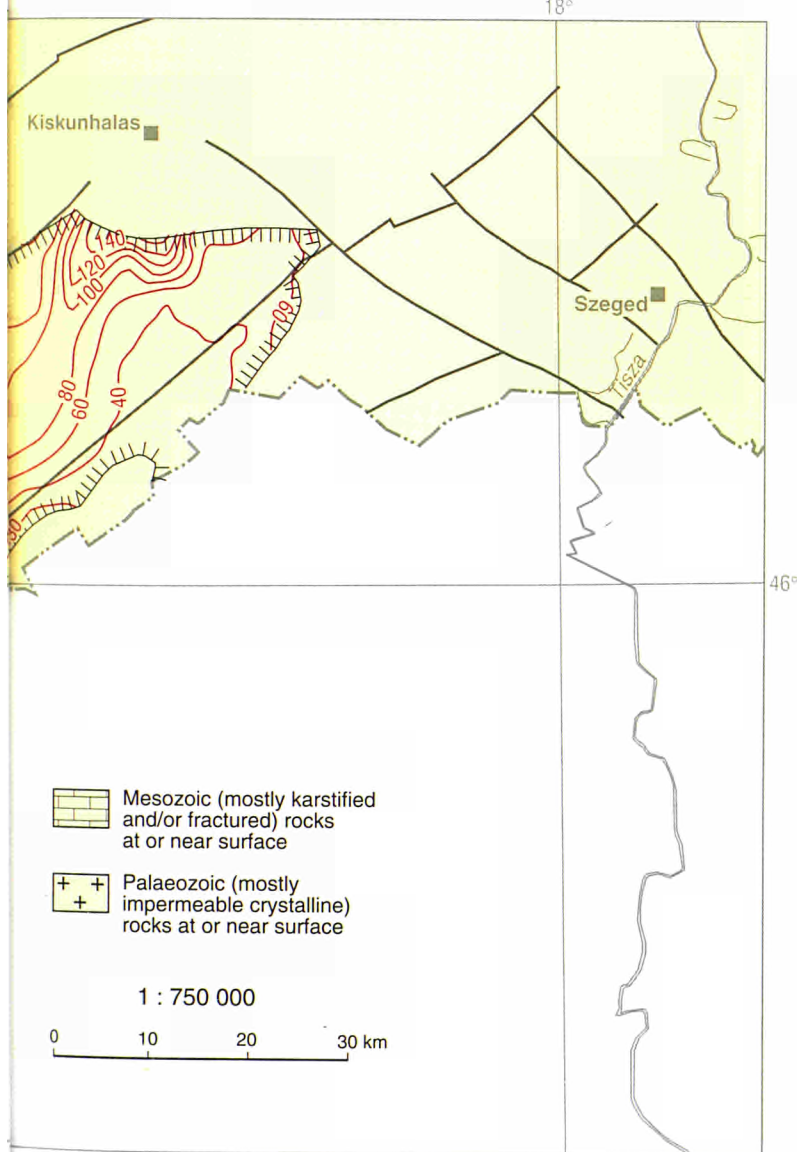 18°
Kiskunhalas
140
120
100
60
Szeged
Tisza
80
60
40
46°
Mesozoic (mostly karstified
and/or fractured) rocks
at or near surface
Palaeozoic (mostly
impermeable crystalline)
rocks at or near surface
1 : 750 000
0 10 20 30 km